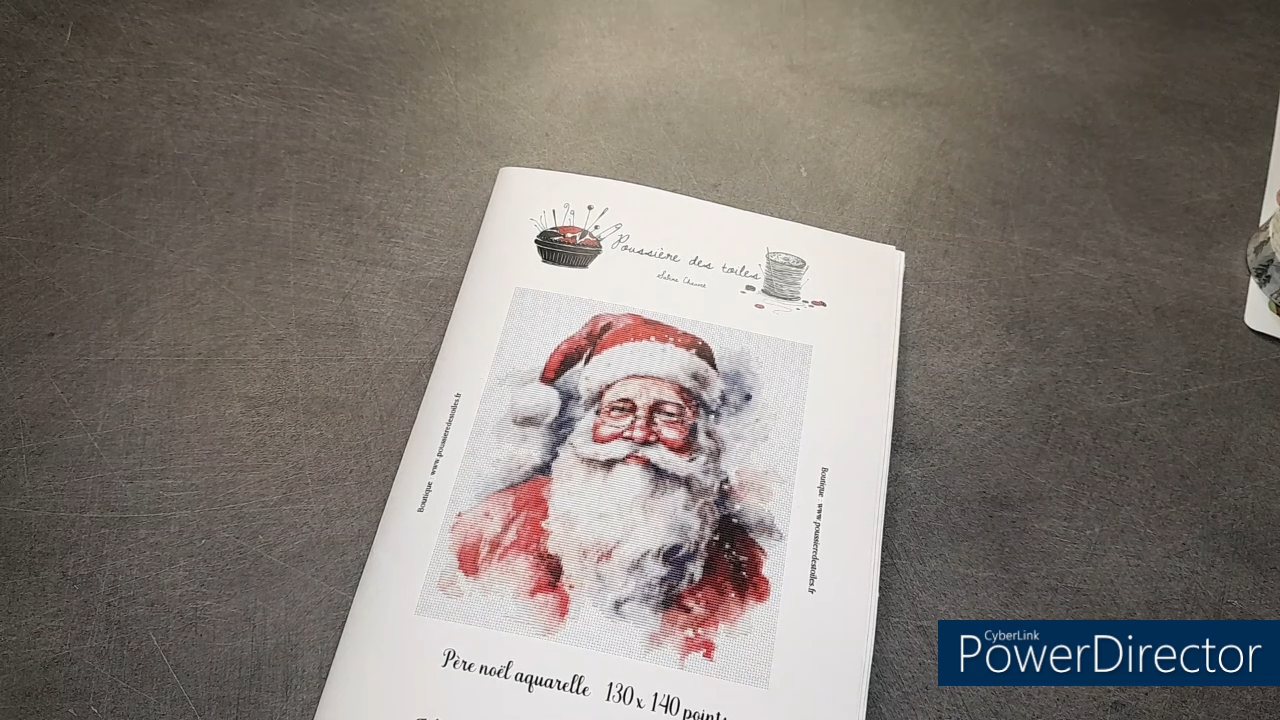 Poussière des toiles
Boutique : www.poussieredestoiles.fr
Boutique : www.poussieredestoiles.fr
Père noël aquarelle 130 x 140 points
CyberLink
PowerDirector